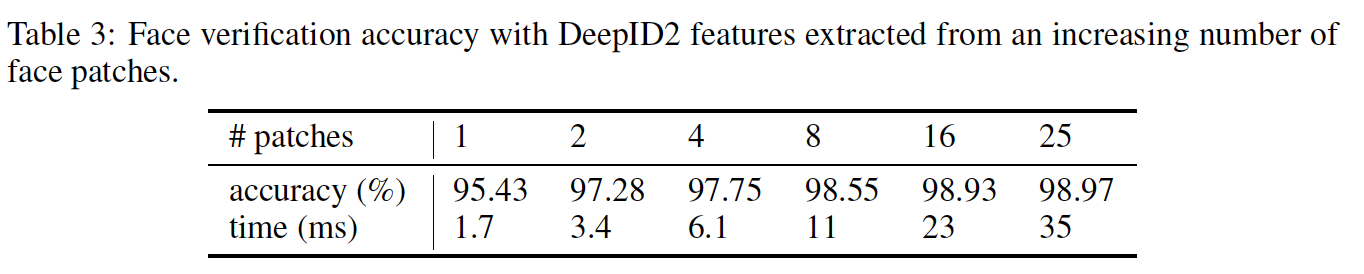 Table 3: Face verification accuracy with DeepID2 features extracted from an increasing number of
face patches.
# patches 1 2 4 8 16 25
accuracy (%) 95.43 97.28 97.75 98.55 98.93 98.97
time (ms) 1.7 3.4 6.1 11 23 35